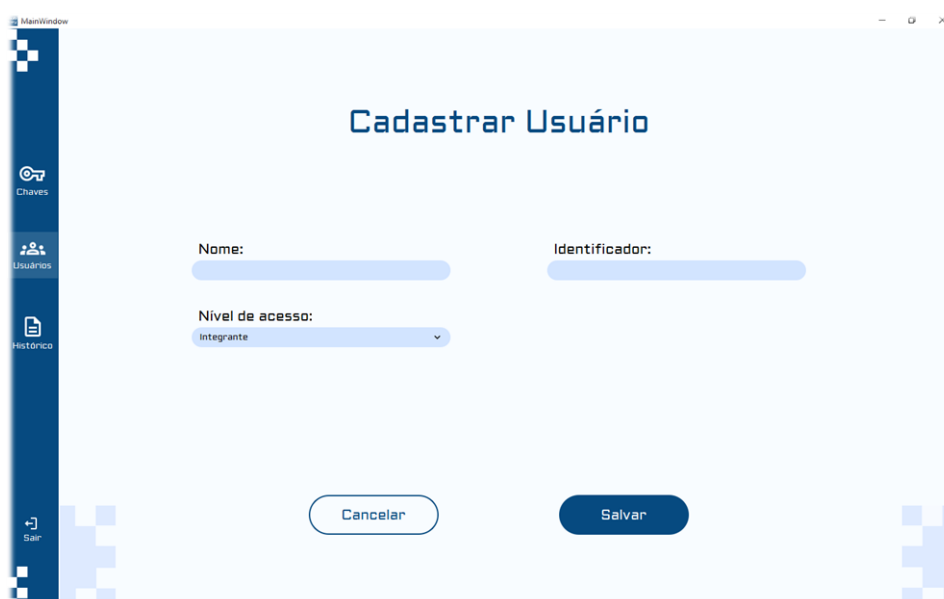 MainWindow
Cadastrar Usuário
Chaves
Usuários
Histórico
Sair
Nome:
Identificador:
Nível de acesso:
Integrante
Cancelar
Salvar